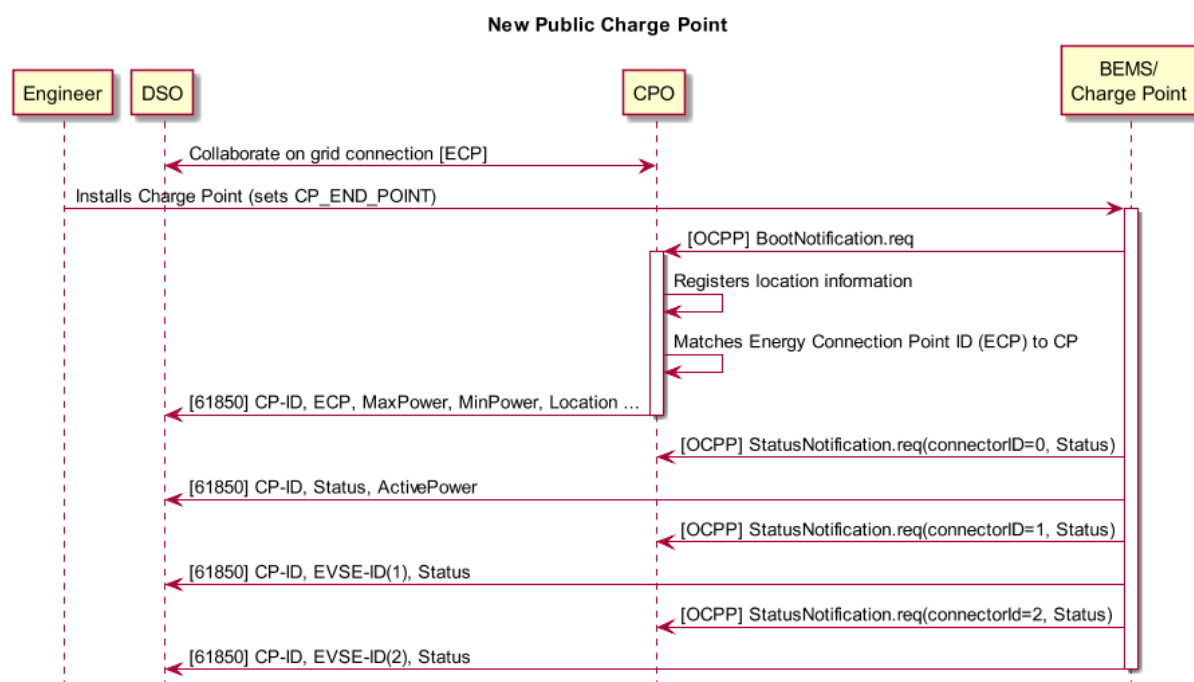 New Public Charge Point
Engineer
DSO
CPO
BEMS/
Charge Point
Collaborate on grid connection [ECP]
Installs Charge Point (sets CP_END_POINT)
[OCPP] BootNotification.req
Registers location information
Matches Energy Connection Point ID (ECP) to CP
[61850] CP-ID, ECP, MaxPower, MinPower, Location ...
[OCPP] StatusNotification.req(connectorID=0, Status)
[61850] CP-ID, Status, ActivePower
[OCPP] StatusNotification.req(connectorID=1, Status)
[61850] CP-ID, EVSE-ID(1), Status
[OCPP] StatusNotification.req(connectorId=2, Status)
[61850] CP-ID, EVSE-ID(2), Status